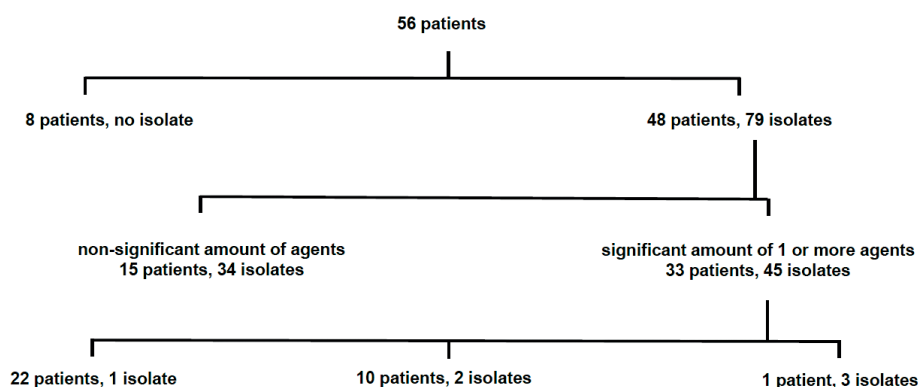 56 patients
8 patients, no isolate
48 patients, 79 isolates
non-significant amount of agents
15 patients, 34 isolates
significant amount of 1 or more agents
33 patients, 45 isolates
22 patients, 1 isolate
10 patients, 2 isolates
1 patient, 3 isolates